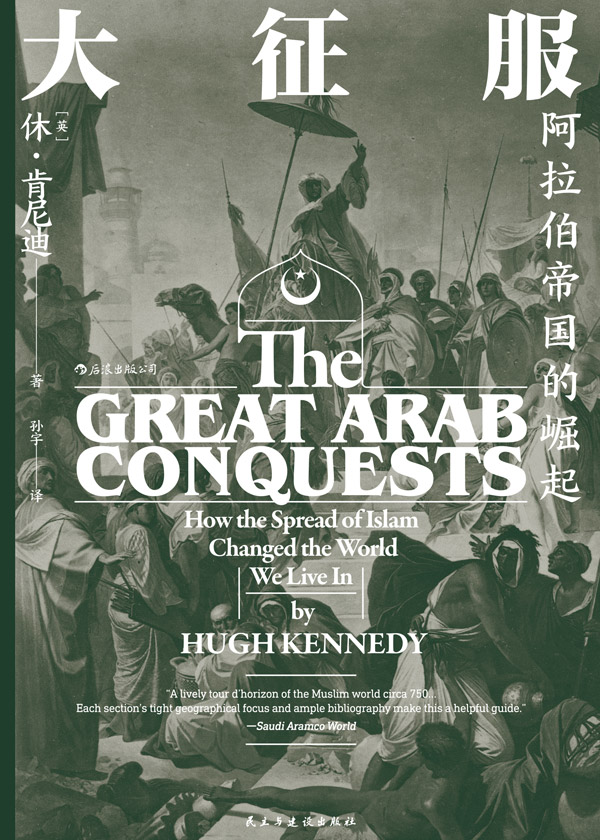 大征服
阿拉伯帝国的崛起
[英]
休·肯尼迪
著
孙宇
译
后浪出版公司
The
GREAT ARAB
CONQUESTS
How the Spread of Islam
Changed the World
We Live In
by
HUGH KENNEDY
"A lively tour d'horizon of the Muslim world circa 750...
Each section's tight geographical focus and ample bibliography make this a helpful guide."
—Saudi Aramco World
民主与建设出版社